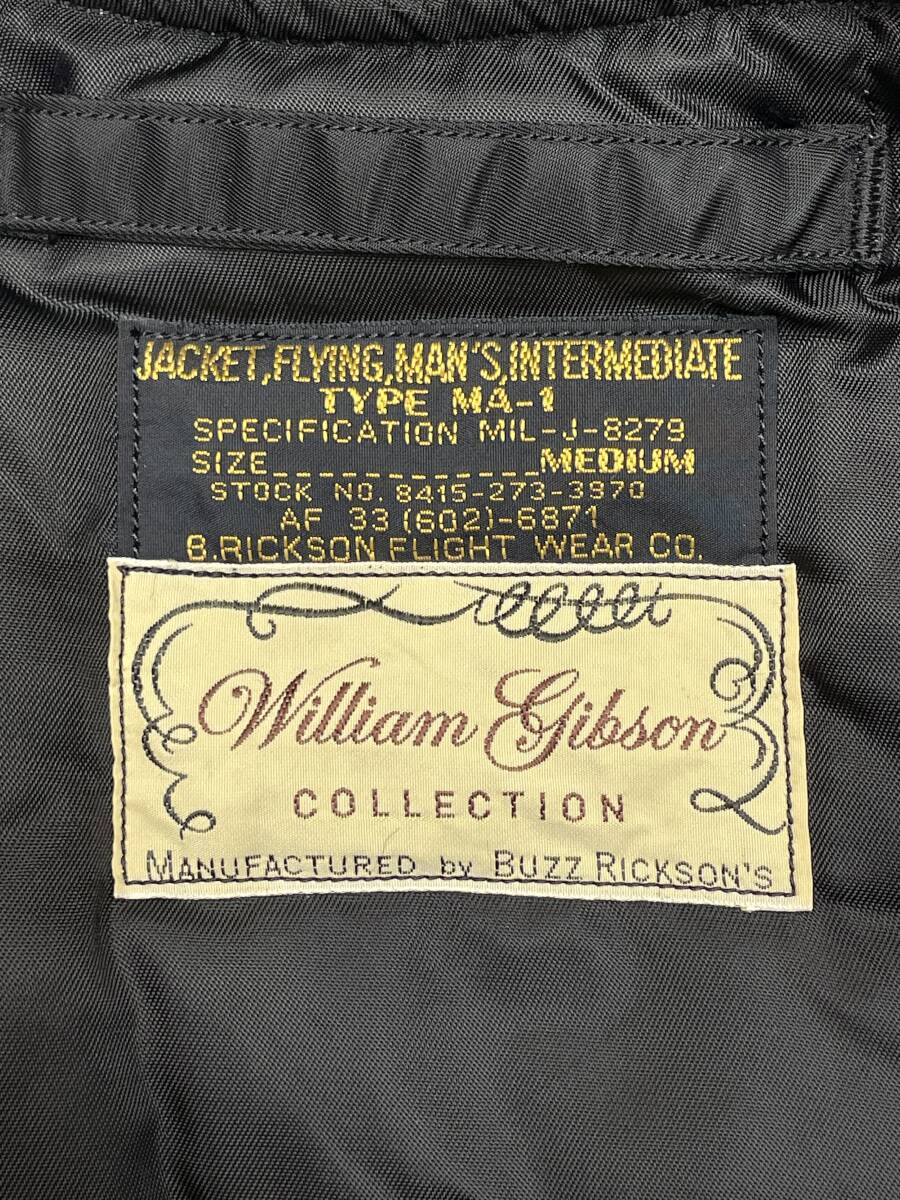 JACKET,FLYING,MAN'S,INTERMEDIATE
TYPE MA-1
SPECIFICATION MIL-J-8279
SIZE______________MEDIUM
STOCK NO. 8415-273-3970
AF 33 (602)-6871
B.RICKSON FLIGHT WEAR CO.
William Gibson
COLLECTION
MANUFACTURED by BUZZ RICKSON'S